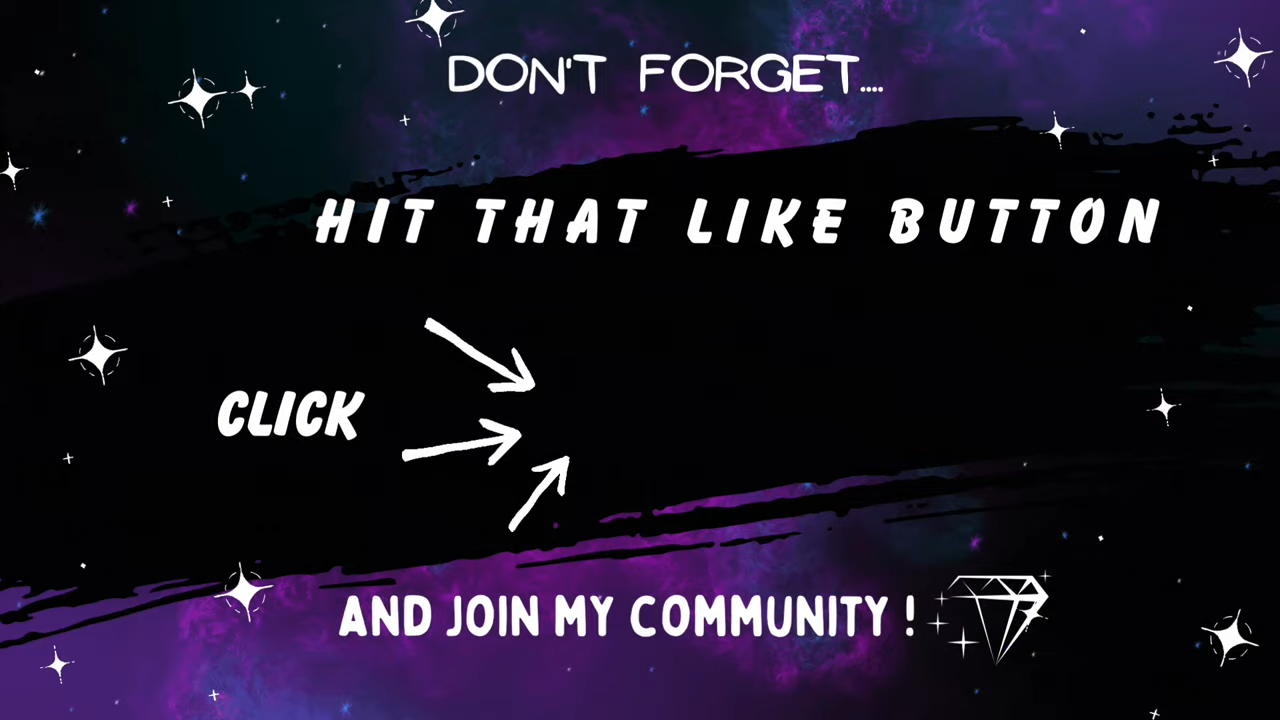 DON'T FORGET....
HIT THAT LIKE BUTTON
CLICK
AND JOIN MY COMMUNITY !